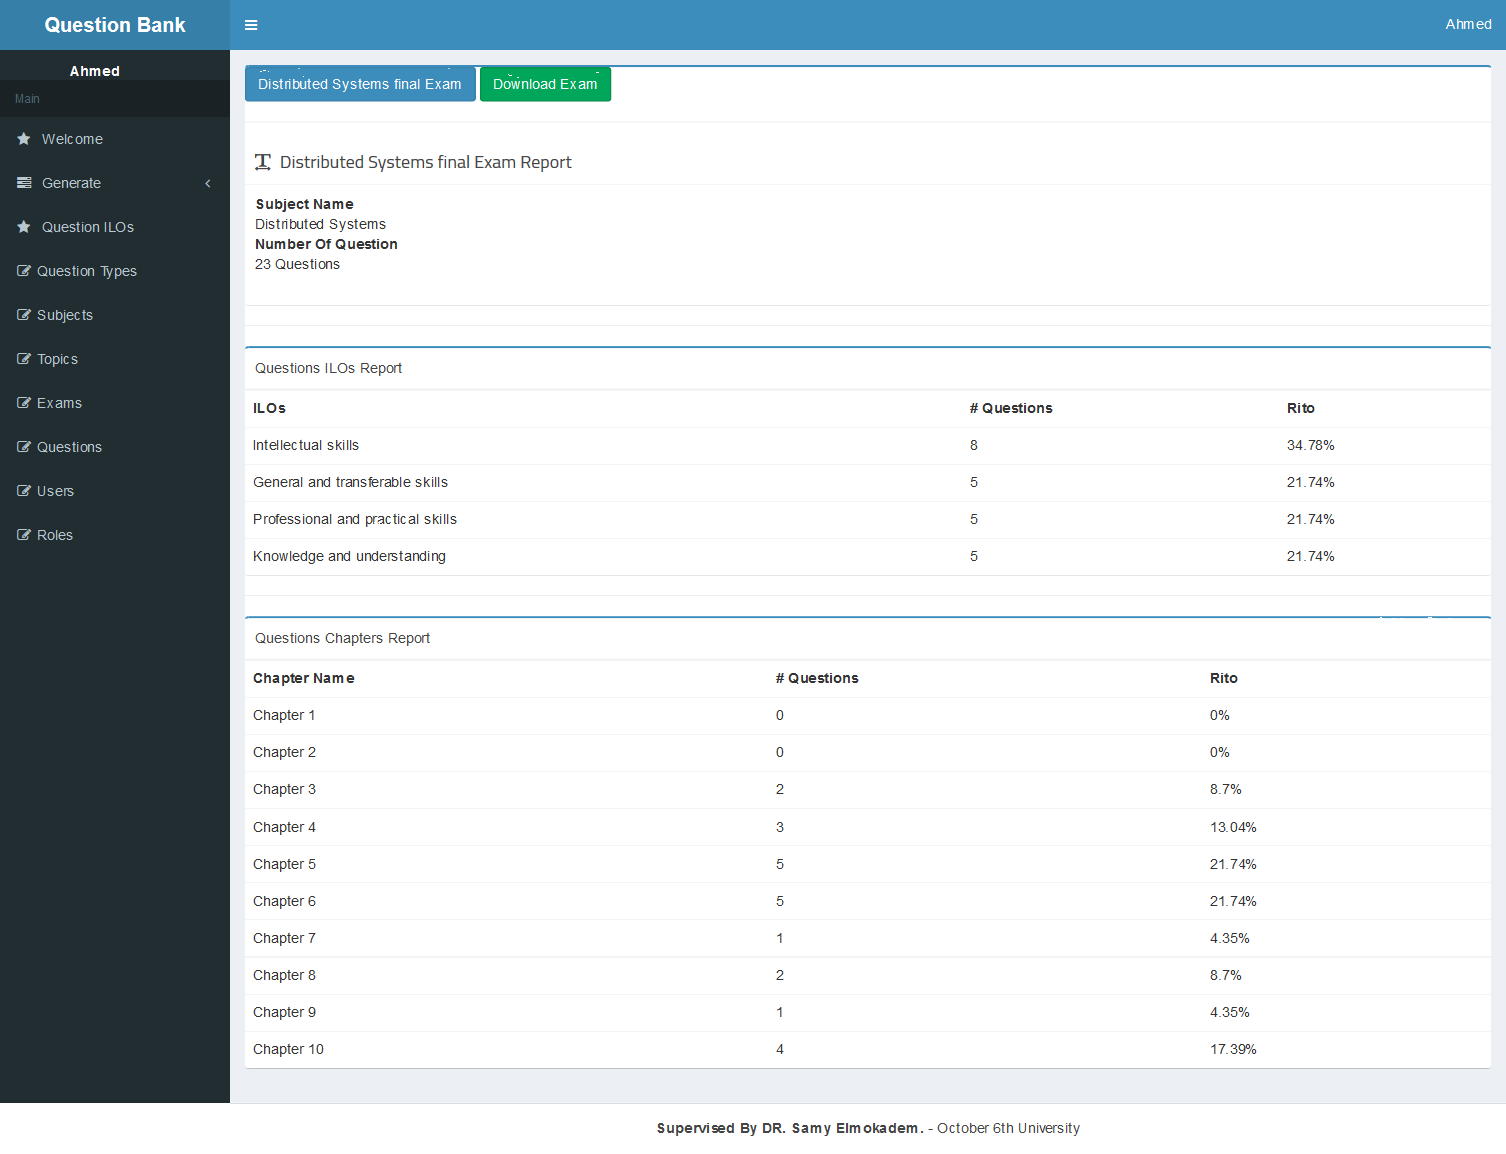 Question Bank
Ahmed
Ahmed
Main
Welcome
Generate
Question ILOs
Question Types
Subjects
Topics
Exams
Questions
Users
Roles
Distributed Systems final Exam
Download Exam
Distributed Systems final Exam Report
Subject Name
Distributed Systems
Number Of Question
23 Questions
Questions ILOs Report
ILOs # Questions Rito
Intellectual skills 8 34.78%
General and transferable skills 5 21.74%
Professional and practical skills 5 21.74%
Knowledge and understanding 5 21.74%
Questions Chapters Report
Chapter Name # Questions Rito
Chapter 1 0 0%
Chapter 2 0 0%
Chapter 3 2 8.7%
Chapter 4 3 13.04%
Chapter 5 5 21.74%
Chapter 6 5 21.74%
Chapter 7 1 4.35%
Chapter 8 2 8.7%
Chapter 9 1 4.35%
Chapter 10 4 17.39%
Supervised By DR. Samy Elmokadem. - October 6th University